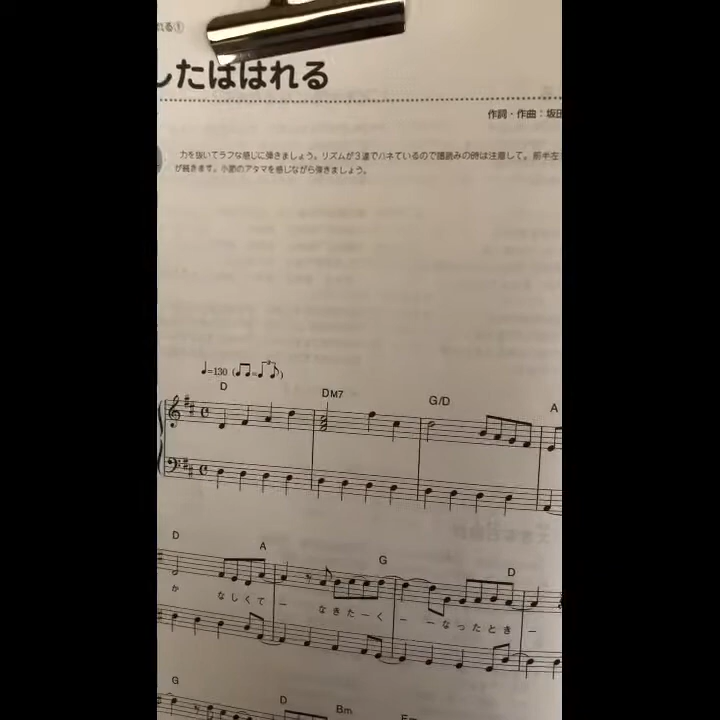 れる①
したははれる
作詞・作曲：坂田
力を抜いてラフな感じに弾きましょう。リズムが3連でハネているので譜読みの時は注意して。前半左
が続きます。小節のアタマを感じながら弾きましょう。
♩=130
D DM7 G/D A
D A G D
か なしくて ー なきたーく ー ーなったとき ー
G D Bm